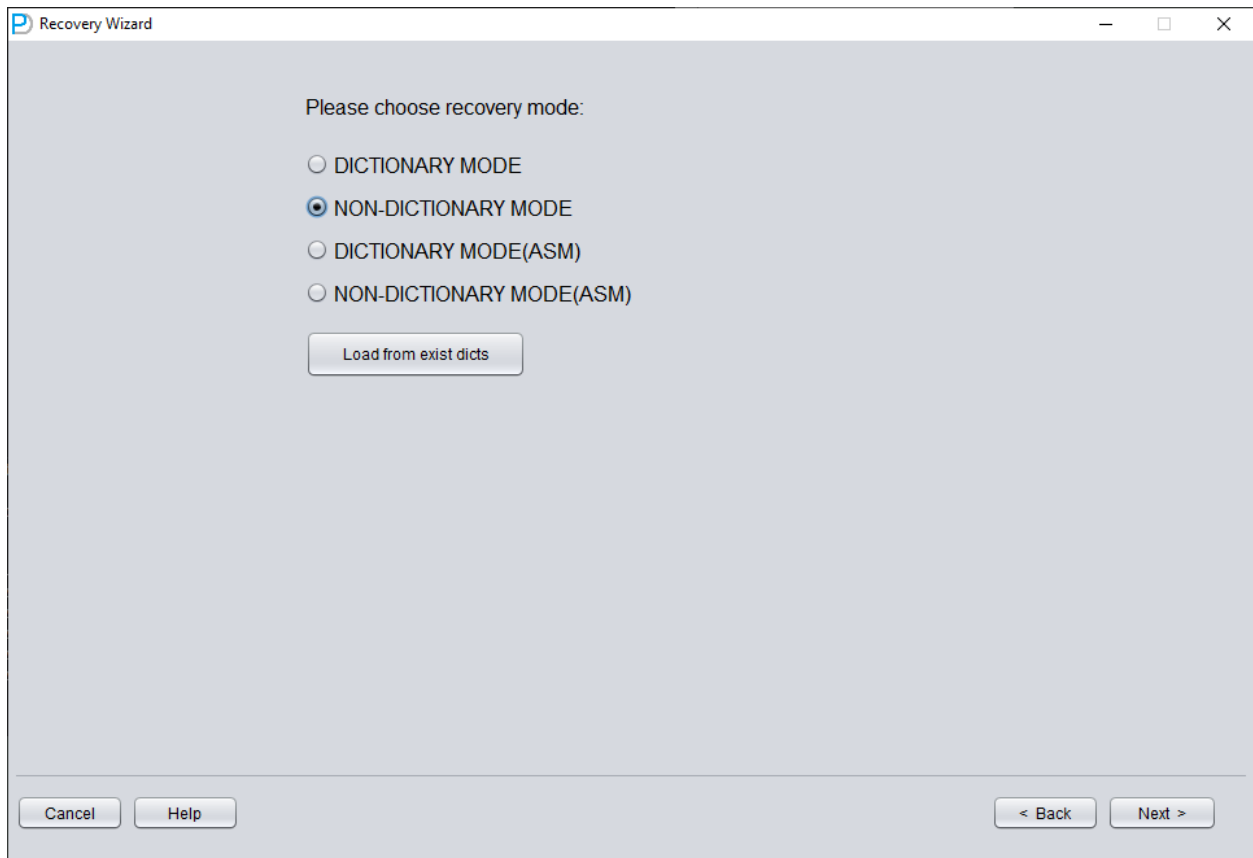 Recovery Wizard
Please choose recovery mode:
DICTIONARY MODE
NON-DICTIONARY MODE
DICTIONARY MODE(ASM)
NON-DICTIONARY MODE(ASM)
Load from exist dicts
Cancel Help < Back Next >